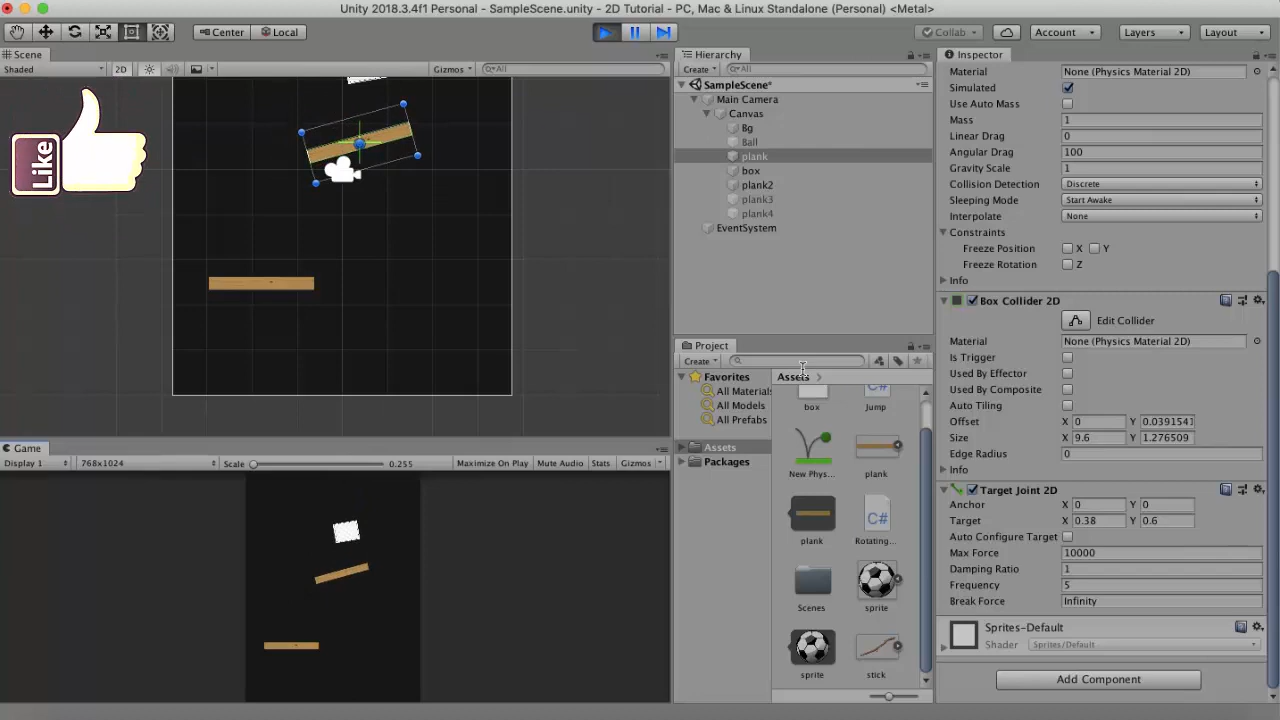 Unity 2018.3.4f1 Personal - SampleScene.unity - 2D Tutorial - PC, Mac & Linux Standalone (Personal) <Metal>
Center
Local
Collab
Account
Layers
Layout
Scene
Shaded
2D
Gizmos
All
Like
Game
Display 1
768x1024
Scale
0.255
Maximize On Play
Mute Audio
Stats
Gizmos
Hierarchy
Create
All
SampleScene*
Main Camera
Canvas
Bg
Ball
plank
box
plank2
plank3
plank4
EventSystem
Project
Create
Favorites
All Materials
All Models
All Prefabs
Assets
Packages
Assets
box
Jump
New Phys...
plank
plank
C#
Rotating...
Scenes
sprite
sprite
stick
Inspector
Material None (Physics Material 2D)
Simulated
Use Auto Mass
Mass 1
Linear Drag 0
Angular Drag 100
Gravity Scale 1
Collision Detection Discrete
Sleeping Mode Start Awake
Interpolate None
Constraints
Freeze Position X Y
Freeze Rotation Z
Info
Box Collider 2D
Edit Collider
Material None (Physics Material 2D)
Is Trigger
Used By Effector
Used By Composite
Auto Tiling
Offset X 0 Y 0.0391541
Size X 9.6 Y 1.276509
Edge Radius 0
Info
Target Joint 2D
Anchor X 0 Y 0
Target X 0.38 Y 0.6
Auto Configure Target
Max Force 10000
Damping Ratio 1
Frequency 5
Break Force Infinity
Sprites-Default
Shader Sprites/Default
Add Component